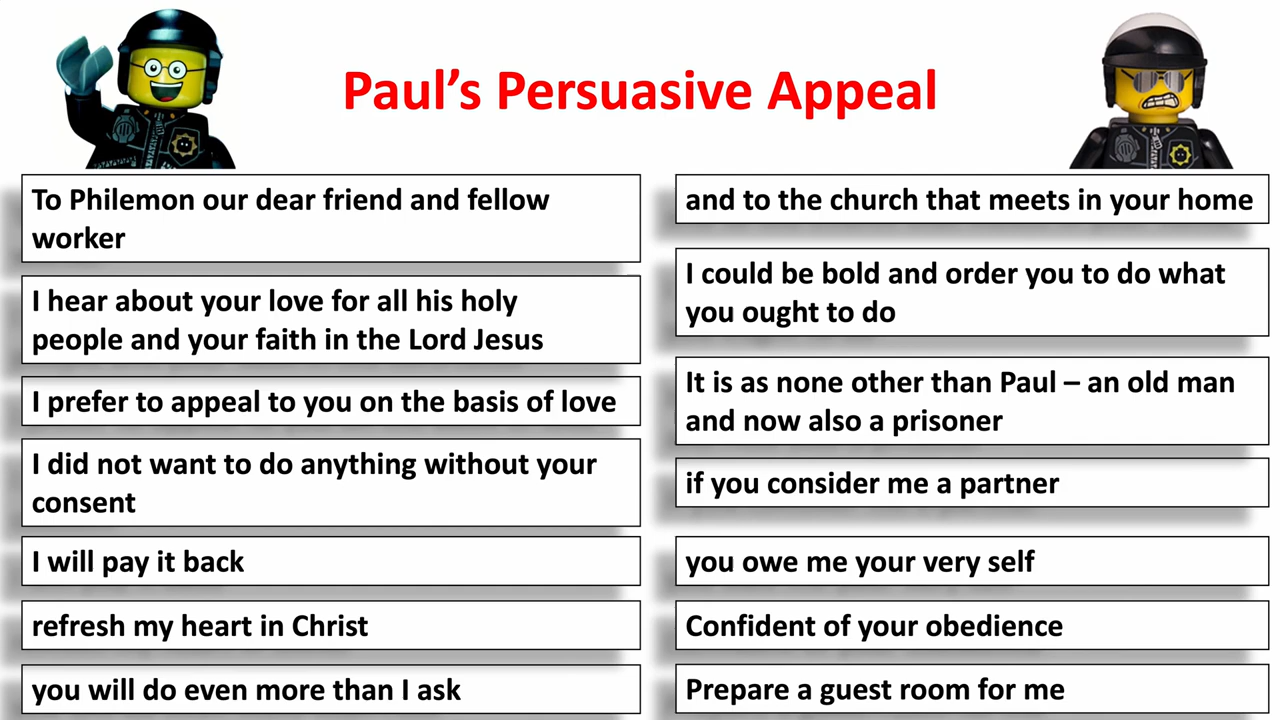 Paul’s Persuasive Appeal
To Philemon our dear friend and fellow
worker
I hear about your love for all his holy
people and your faith in the Lord Jesus
I prefer to appeal to you on the basis of love
I did not want to do anything without your
consent
I will pay it back
refresh my heart in Christ
you will do even more than I ask
and to the church that meets in your home
I could be bold and order you to do what
you ought to do
It is as none other than Paul – an old man
and now also a prisoner
if you consider me a partner
you owe me your very self
Confident of your obedience
Prepare a guest room for me